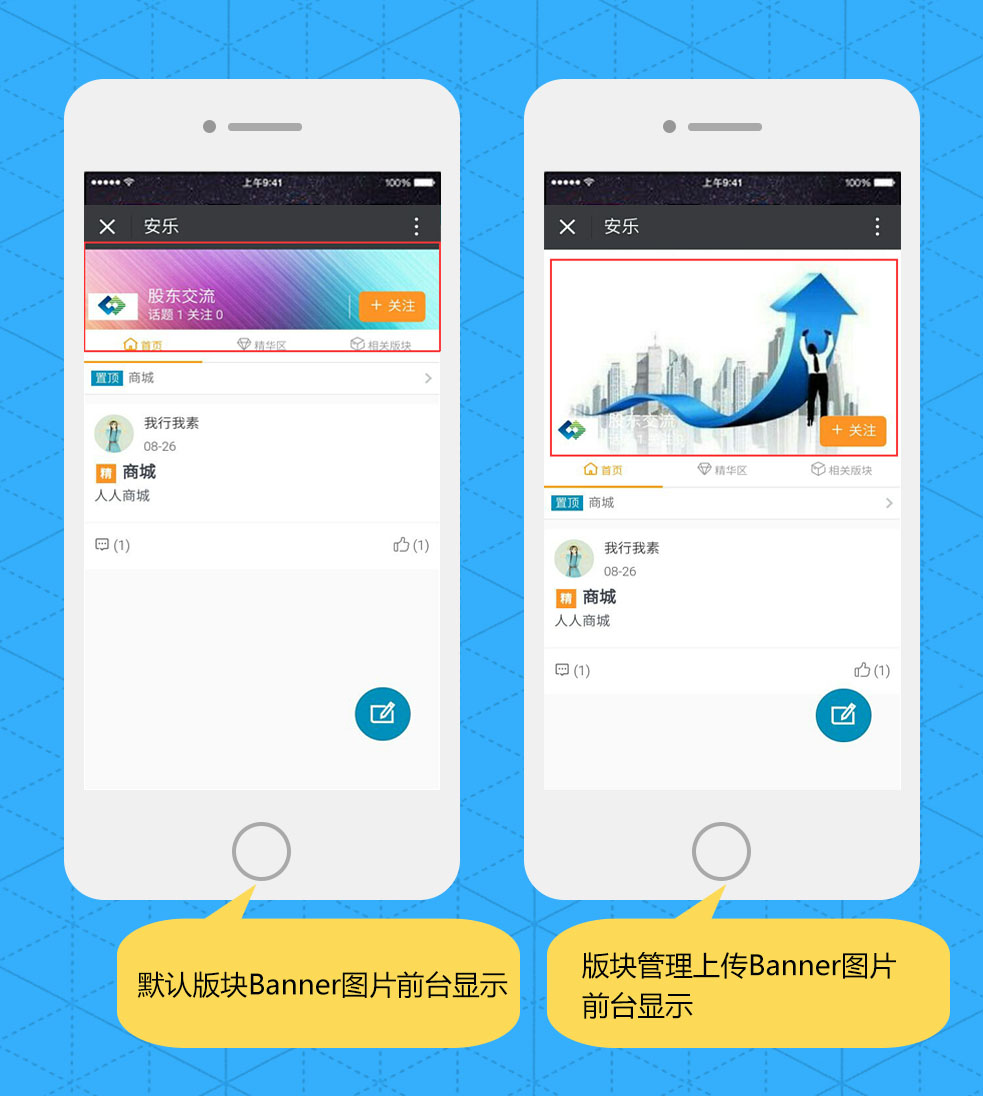 上午9:41
100%
安乐
股东交流
话题 1 关注 0
+ 关注
首页
精华区
相关版块
置顶 商城
我行我素
08-26
精 商城
人人商城
(1)
(1)
默认版块Banner图片前台显示
上午9:41
100%
安乐
股东交流
话题 1 关注 0
+ 关注
首页
精华区
相关版块
置顶 商城
我行我素
08-26
精 商城
人人商城
(1)
(1)
版块管理上传Banner图片
前台显示